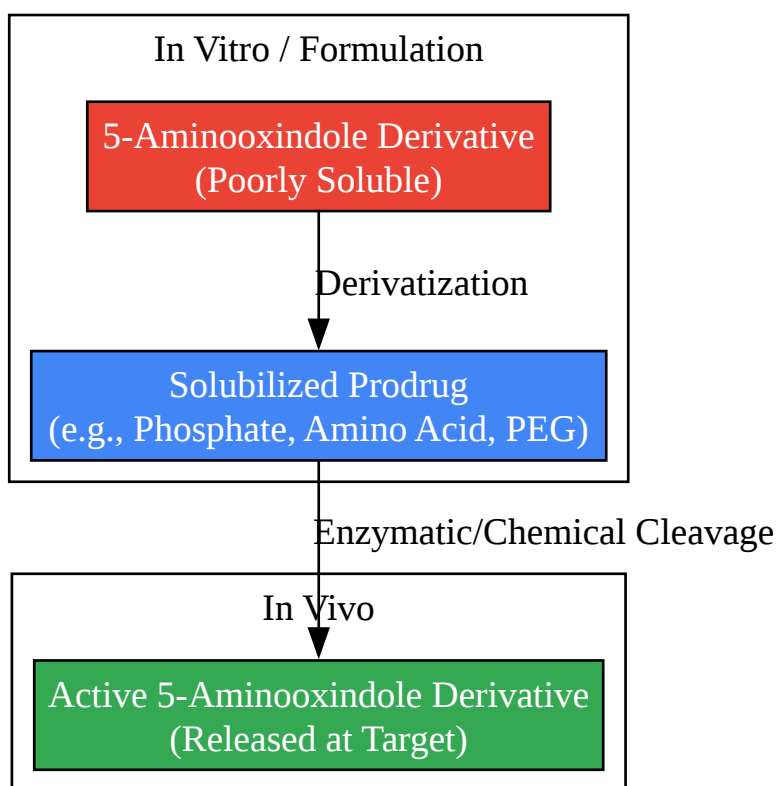 In Vitro / Formulation
5-Aminooxindole Derivative
(Poorly Soluble)
Derivatization
Solubilized Prodrug
(e.g., Phosphate, Amino Acid, PEG)
Enzymatic/Chemical Cleavage
In Vivo
Active 5-Aminooxindole Derivative
(Released at Target)